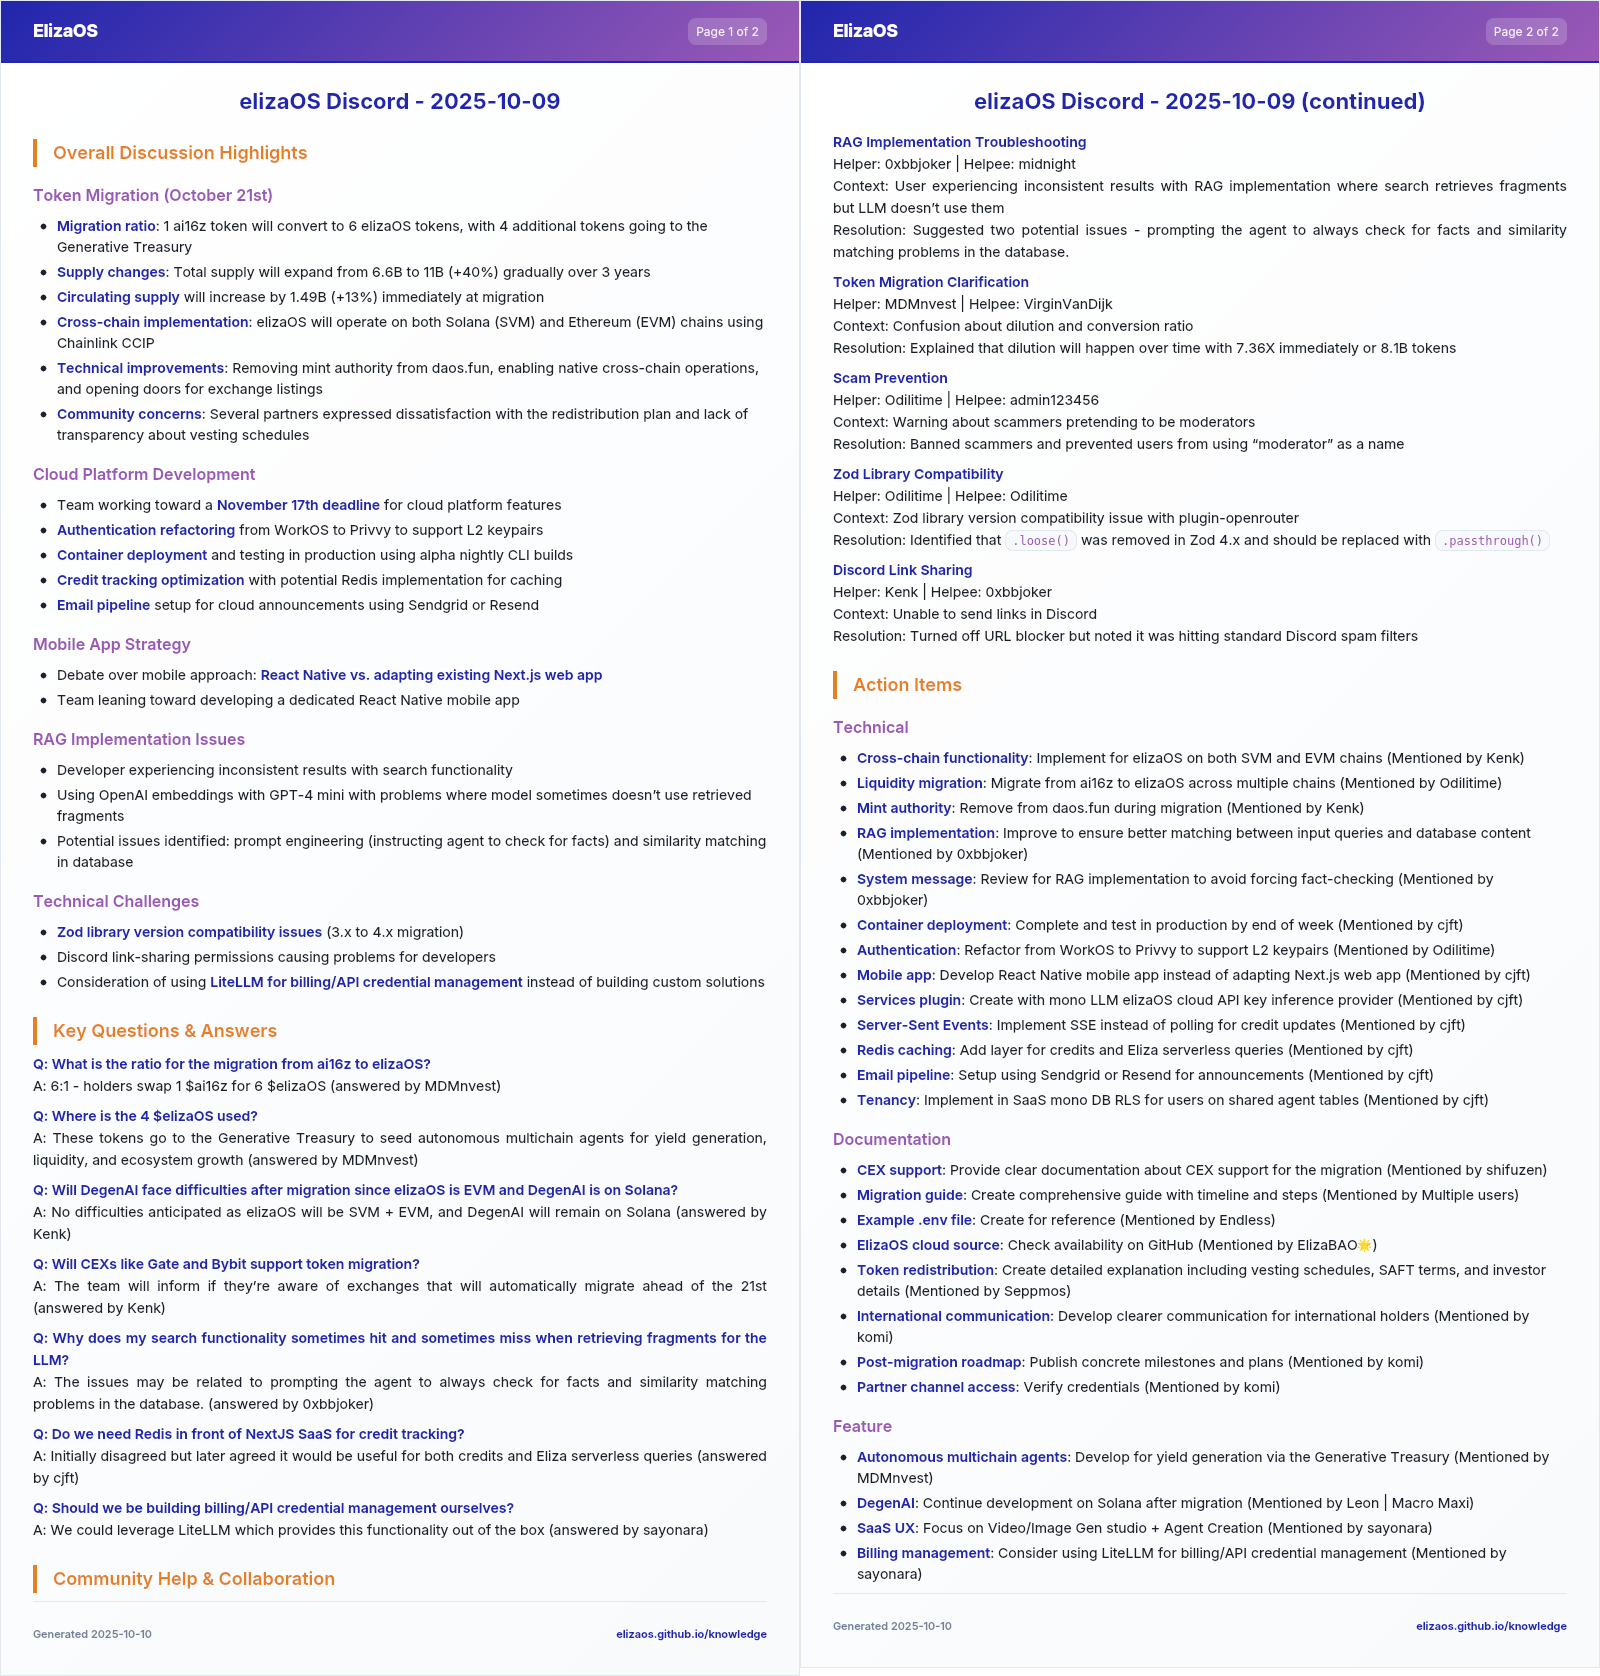 ElizaOS
Page 1 of 2
elizaOS Discord - 2025-10-09
Overall Discussion Highlights
Token Migration (October 21st)
• Migration ratio: 1 ai16z token will convert to 6 elizaOS tokens, with 4 additional tokens going to the
Generative Treasury
• Supply changes: Total supply will expand from 6.6B to 11B (+40%) gradually over 3 years
• Circulating supply will increase by 1.49B (+13%) immediately at migration
• Cross-chain implementation: elizaOS will operate on both Solana (SVM) and Ethereum (EVM) chains using
Chainlink CCIP
• Technical improvements: Removing mint authority from daos.fun, enabling native cross-chain operations,
and opening doors for exchange listings
• Community concerns: Several partners expressed dissatisfaction with the redistribution plan and lack of
transparency about vesting schedules
Cloud Platform Development
• Team working toward a November 17th deadline for cloud platform features
• Authentication refactoring from WorkOS to Privvy to support L2 keypairs
• Container deployment and testing in production using alpha nightly CLI builds
• Credit tracking optimization with potential Redis implementation for caching
• Email pipeline setup for cloud announcements using Sendgrid or Resend
Mobile App Strategy
• Debate over mobile approach: React Native vs. adapting existing Next.js web app
• Team leaning toward developing a dedicated React Native mobile app
RAG Implementation Issues
• Developer experiencing inconsistent results with search functionality
• Using OpenAI embeddings with GPT-4 mini with problems where model sometimes doesn’t use retrieved
fragments
• Potential issues identified: prompt engineering (instructing agent to check for facts) and similarity matching
in database
Technical Challenges
• Zod library version compatibility issues (3.x to 4.x migration)
• Discord link-sharing permissions causing problems for developers
• Consideration of using LiteLLM for billing/API credential management instead of building custom solutions
Key Questions & Answers
Q: What is the ratio for the migration from ai16z to elizaOS?
A: 6:1 - holders swap 1 $ai16z for 6 $elizaOS (answered by MDMnvest)
Q: Where is the 4 $elizaOS used?
A: These tokens go to the Generative Treasury to seed autonomous multichain agents for yield generation,
liquidity, and ecosystem growth (answered by MDMnvest)
Q: Will DegenAI face difficulties after migration since elizaOS is EVM and DegenAI is on Solana?
A: No difficulties anticipated as elizaOS will be SVM + EVM, and DegenAI will remain on Solana (answered by
Kenk)
Q: Will CEXs like Gate and Bybit support token migration?
A: The team will inform if they’re aware of exchanges that will automatically migrate ahead of the 21st
(answered by Kenk)
Q: Why does my search functionality sometimes hit and sometimes miss when retrieving fragments for the
LLM?
A: The issues may be related to prompting the agent to always check for facts and similarity matching
problems in the database. (answered by 0xbbjoker)
Q: Do we need Redis in front of NextJS SaaS for credit tracking?
A: Initially disagreed but later agreed it would be useful for both credits and Eliza serverless queries (answered
by cjft)
Q: Should we be building billing/API credential management ourselves?
A: We could leverage LiteLLM which provides this functionality out of the box (answered by sayonara)
Community Help & Collaboration
Generated 2025-10-10
elizaos.github.io/knowledge
ElizaOS
Page 2 of 2
elizaOS Discord - 2025-10-09 (continued)
RAG Implementation Troubleshooting
Helper: 0xbbjoker | Helpee: midnight
Context: User experiencing inconsistent results with RAG implementation where search retrieves fragments
but LLM doesn’t use them
Resolution: Suggested two potential issues - prompting the agent to always check for facts and similarity
matching problems in the database.
Token Migration Clarification
Helper: MDMnvest | Helpee: VirginVanDijk
Context: Confusion about dilution and conversion ratio
Resolution: Explained that dilution will happen over time with 7.36X immediately or 8.1B tokens
Scam Prevention
Helper: Odilitime | Helpee: admin123456
Context: Warning about scammers pretending to be moderators
Resolution: Banned scammers and prevented users from using “moderator” as a name
Zod Library Compatibility
Helper: Odilitime | Helpee: Odilitime
Context: Zod library version compatibility issue with plugin-openrouter
Resolution: Identified that .loose() was removed in Zod 4.x and should be replaced with .passthrough()
Discord Link Sharing
Helper: Kenk | Helpee: 0xbbjoker
Context: Unable to send links in Discord
Resolution: Turned off URL blocker but noted it was hitting standard Discord spam filters
Action Items
Technical
• Cross-chain functionality: Implement for elizaOS on both SVM and EVM chains (Mentioned by Kenk)
• Liquidity migration: Migrate from ai16z to elizaOS across multiple chains (Mentioned by Odilitime)
• Mint authority: Remove from daos.fun during migration (Mentioned by Kenk)
• RAG implementation: Improve to ensure better matching between input queries and database content
(Mentioned by 0xbbjoker)
• System message: Review for RAG implementation to avoid forcing fact-checking (Mentioned by
0xbbjoker)
• Container deployment: Complete and test in production by end of week (Mentioned by cjft)
• Authentication: Refactor from WorkOS to Privvy to support L2 keypairs (Mentioned by Odilitime)
• Mobile app: Develop React Native mobile app instead of adapting Next.js web app (Mentioned by cjft)
• Services plugin: Create with mono LLM elizaOS cloud API key inference provider (Mentioned by cjft)
• Server-Sent Events: Implement SSE instead of polling for credit updates (Mentioned by cjft)
• Redis caching: Add layer for credits and Eliza serverless queries (Mentioned by cjft)
• Email pipeline: Setup using Sendgrid or Resend for announcements (Mentioned by cjft)
• Tenancy: Implement in SaaS mono DB RLS for users on shared agent tables (Mentioned by cjft)
Documentation
• CEX support: Provide clear documentation about CEX support for the migration (Mentioned by shifuzen)
• Migration guide: Create comprehensive guide with timeline and steps (Mentioned by Multiple users)
• Example .env file: Create for reference (Mentioned by Endless)
• ElizaOS cloud source: Check availability on GitHub (Mentioned by ElizaBAO🌟)
• Token redistribution: Create detailed explanation including vesting schedules, SAFT terms, and investor
details (Mentioned by Seppmos)
• International communication: Develop clearer communication for international holders (Mentioned by
komi)
• Post-migration roadmap: Publish concrete milestones and plans (Mentioned by komi)
• Partner channel access: Verify credentials (Mentioned by komi)
Feature
• Autonomous multichain agents: Develop for yield generation via the Generative Treasury (Mentioned by
MDMnvest)
• DegenAI: Continue development on Solana after migration (Mentioned by Leon | Macro Maxi)
• SaaS UX: Focus on Video/Image Gen studio + Agent Creation (Mentioned by sayonara)
• Billing management: Consider using LiteLLM for billing/API credential management (Mentioned by
sayonara)
Generated 2025-10-10
elizaos.github.io/knowledge